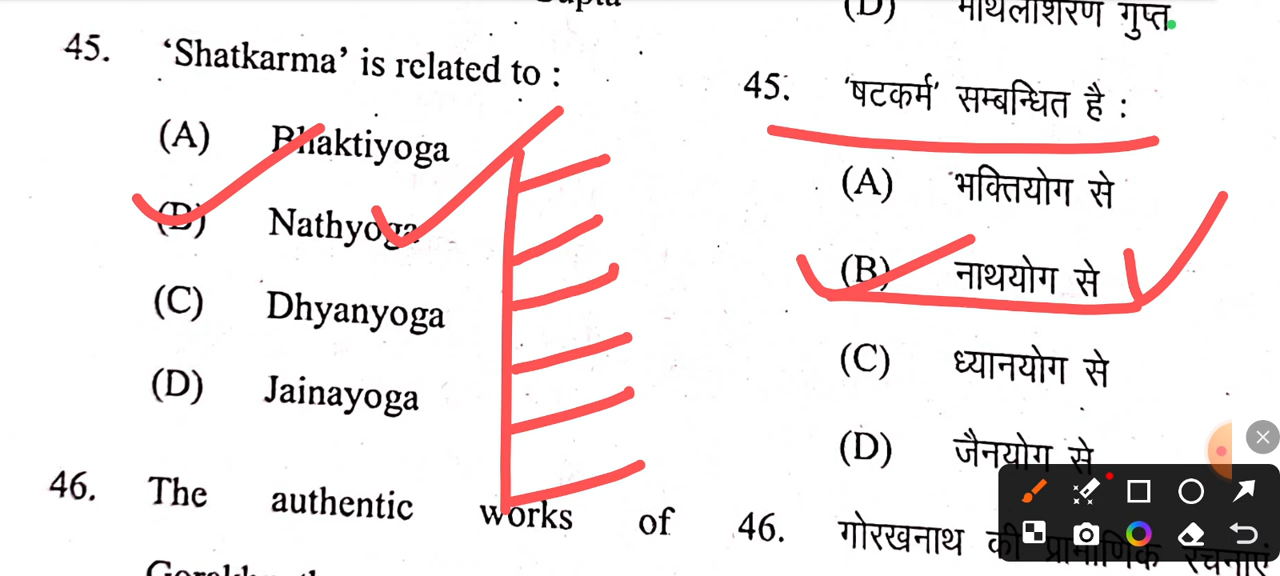 45. ‘Shatkarma’ is related to :
(A) Bhaktiyoga
(B) Nathyoga
(C) Dhyanyoga
(D) Jainayoga
46. The authentic works of
(D) मैथिलीशरण गुप्त
45. ‘षटकर्म’ सम्बन्धित है :
(A) भक्तियोग से
(B) नाथयोग से
(C) ध्यानयोग से
(D) जैनयोग से
46. गोरखनाथ की प्रामाणिक रचनाएं